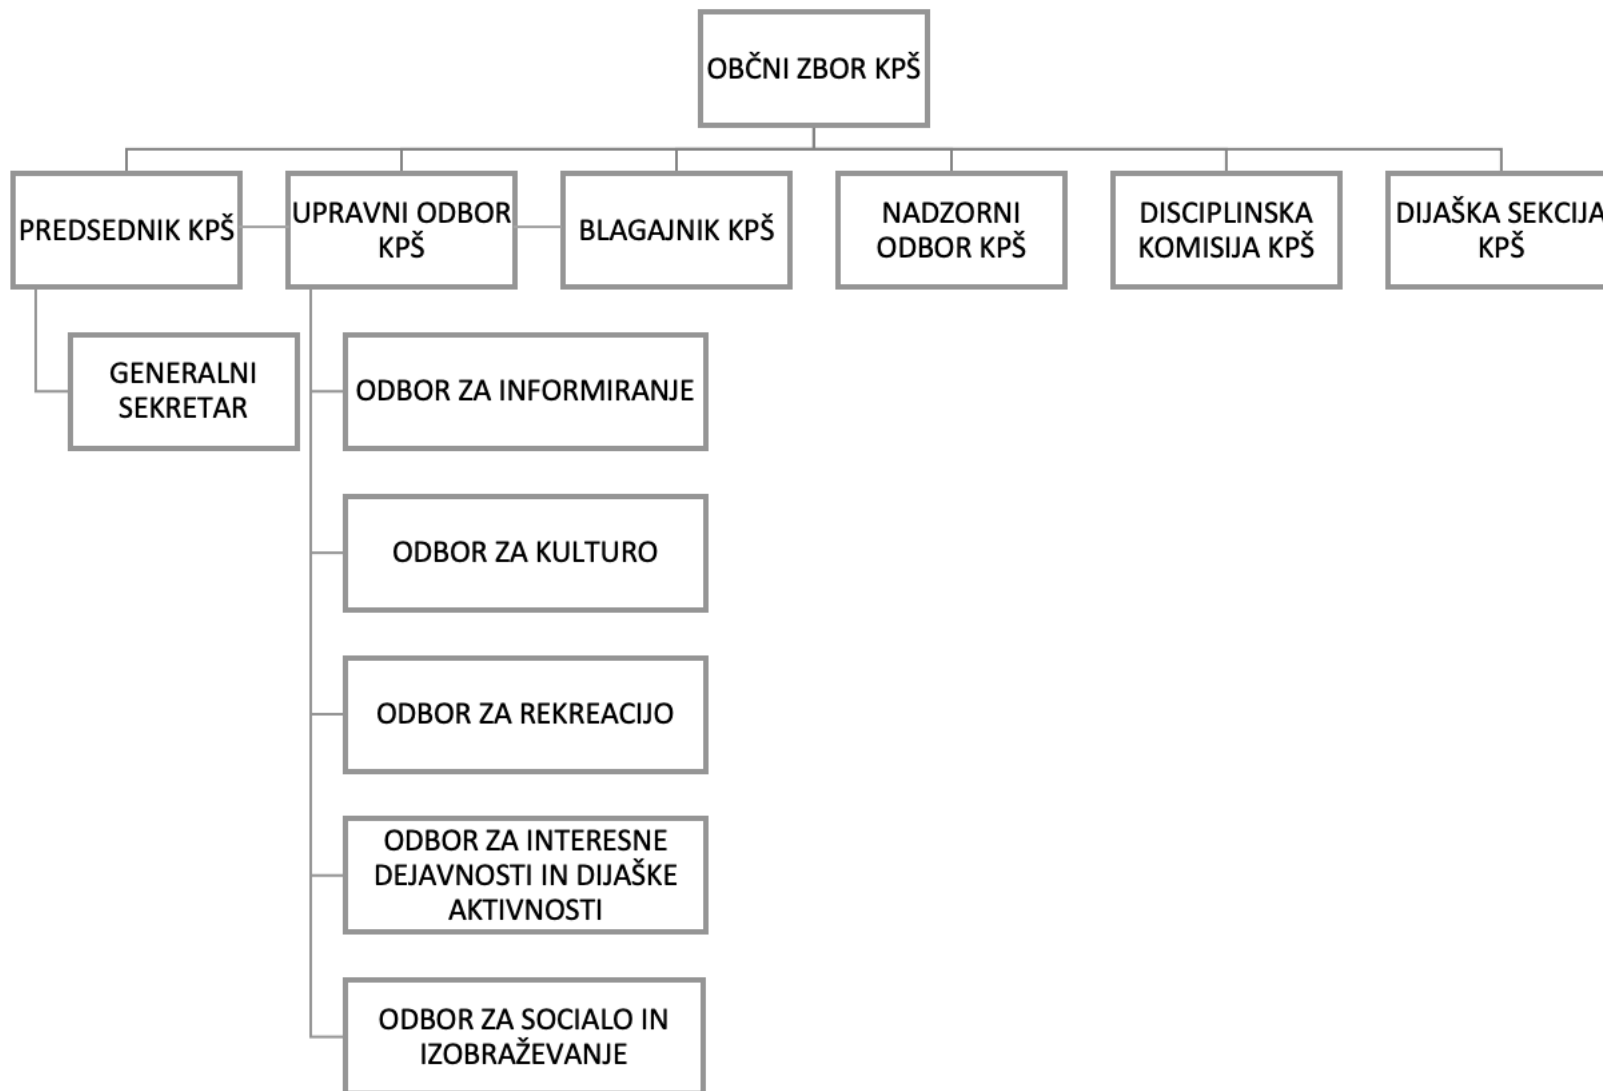 OBČNI ZBOR KPŠ
PREDSEDNIK KPŠ
UPRAVNI ODBOR
KPŠ
BLAGAJNIK KPŠ
NADZORNI
ODBOR KPŠ
DISCIPLINSKA
KOMISIJA KPŠ
DIJAŠKA SEKCIJA
KPŠ
GENERALNI
SEKRETAR
ODBOR ZA INFORMIRANJE
ODBOR ZA KULTURO
ODBOR ZA REKREACIJO
ODBOR ZA INTERESNE
DEJAVNOSTI IN DIJAŠKE
AKTIVNOSTI
ODBOR ZA SOCIALO IN
IZOBRAŽEVANJE